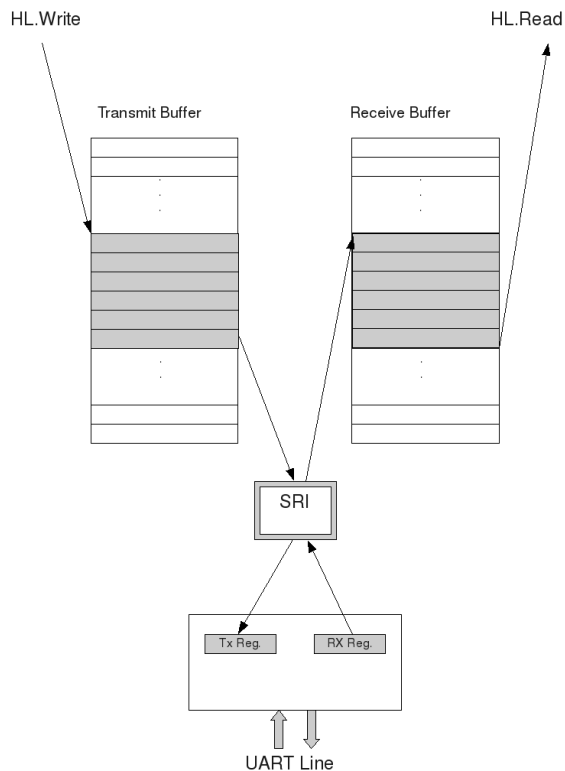 HL.Write
HL.Read
Transmit Buffer
Receive Buffer
SRI
Tx Reg.
RX Reg.
UART Line